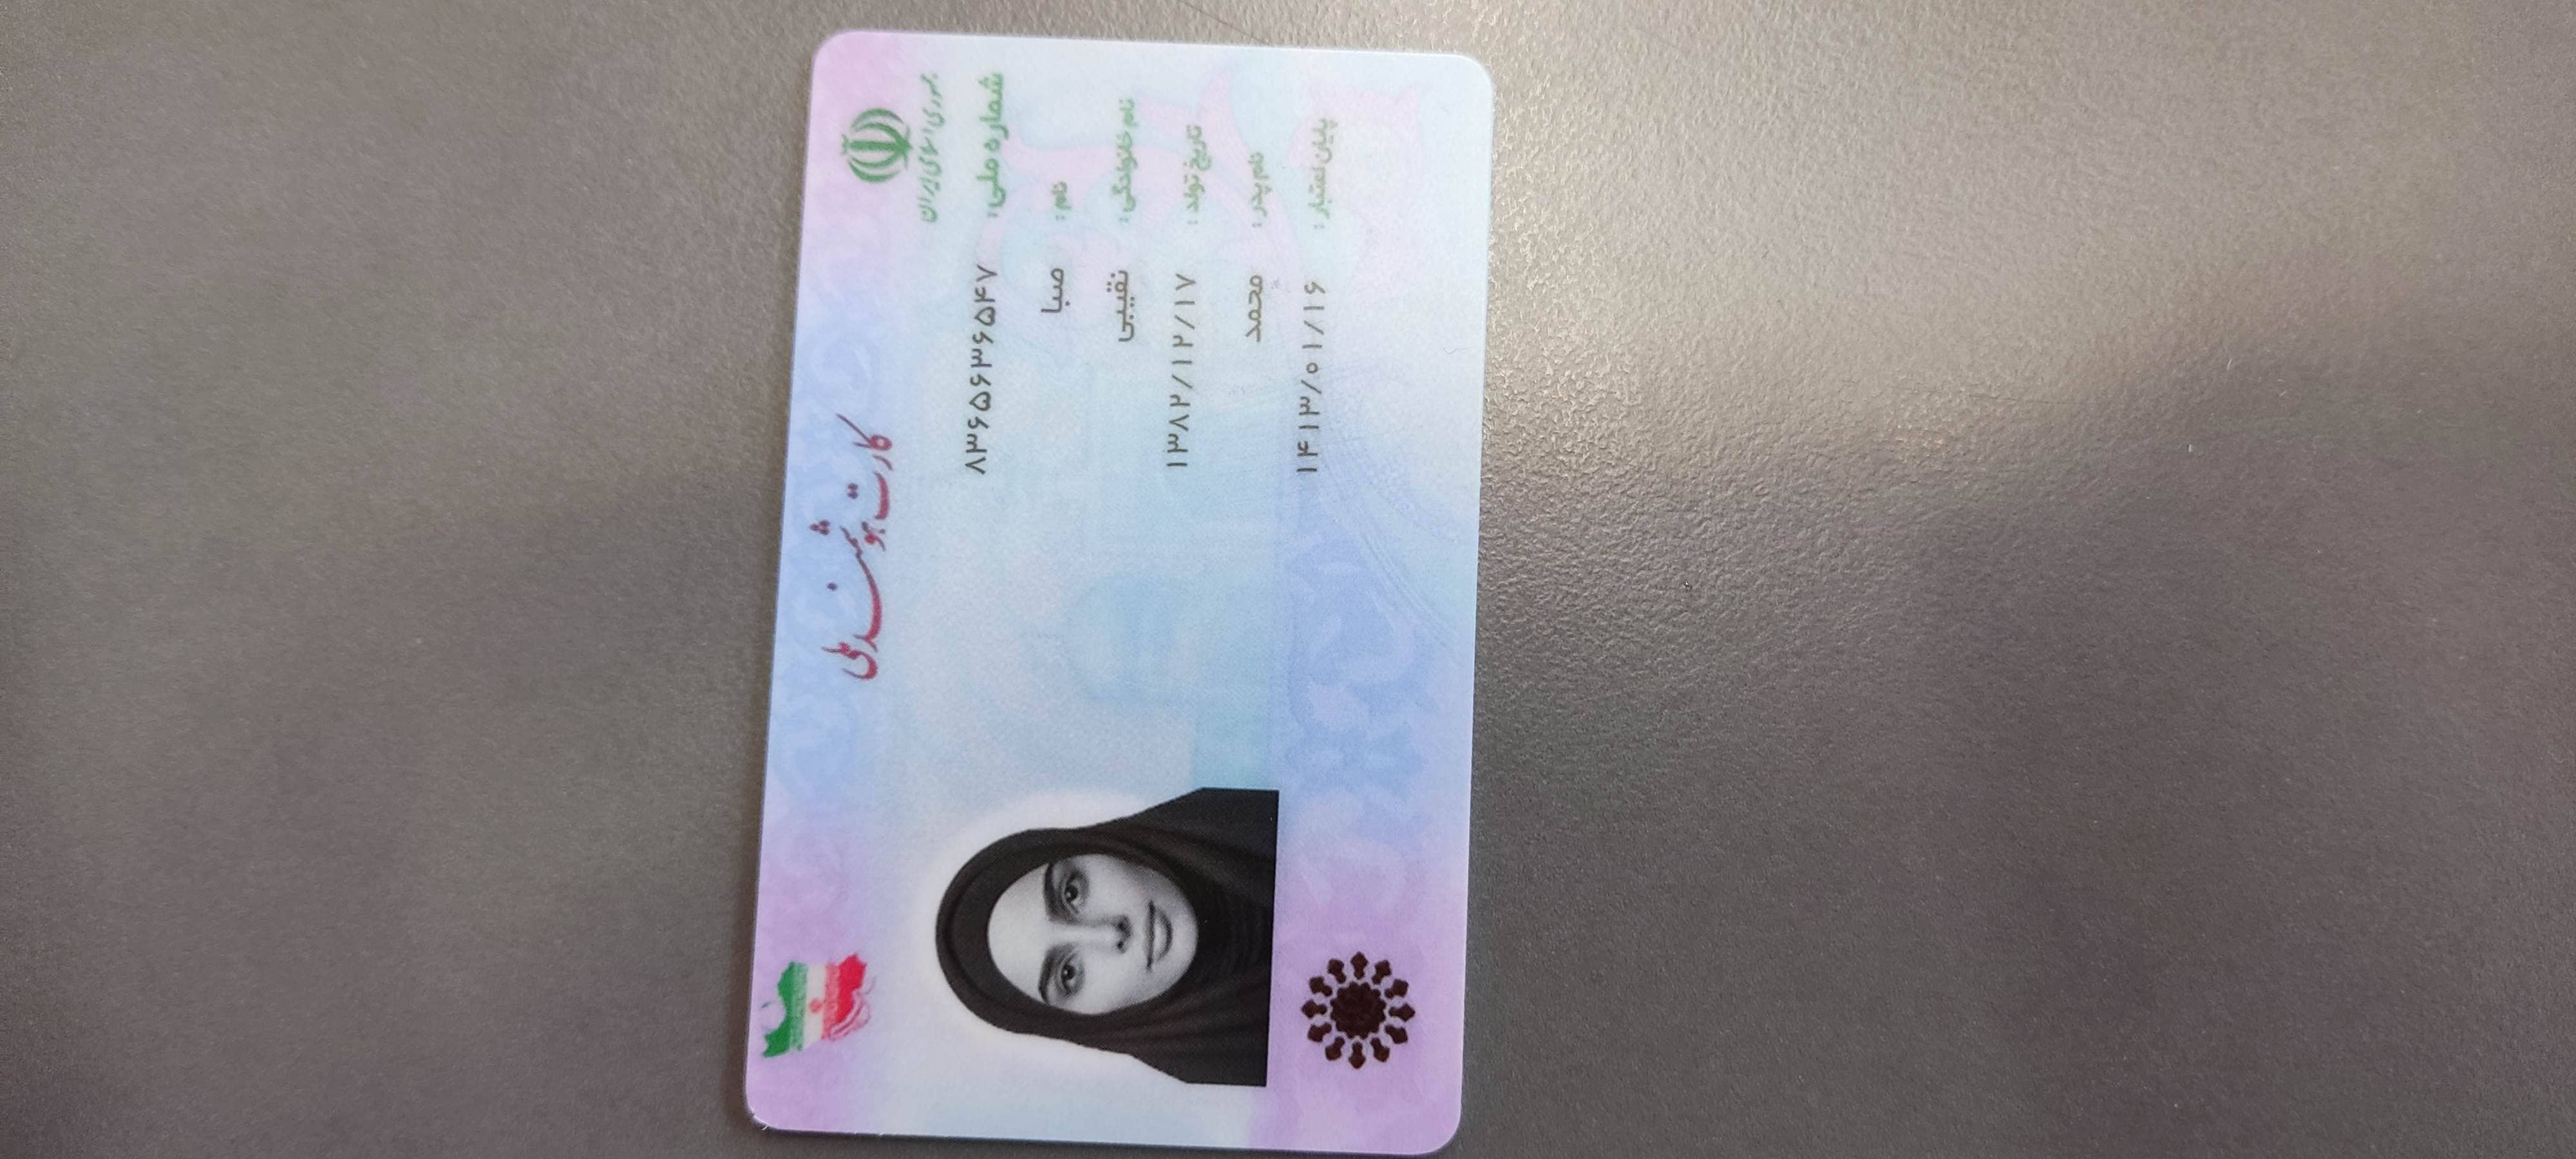 جمهوری اسلامی ایران
کارت هوشمند ملی
شماره ملی: ۸۳۶۵۶۳۶۵۴۷
نام: صبا
نام خانوادگی: نقیبی
تاریخ تولد: ۱۳۸۲/۱۲/۱۷
نام پدر: محمد
پایان اعتبار: ۱۴۱۳/۰۱/۱۶